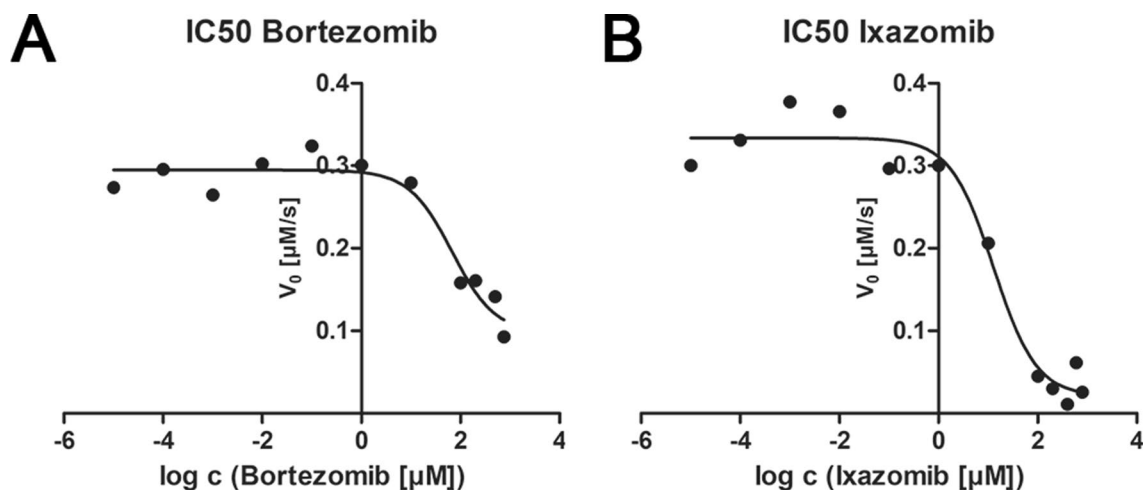 A
IC50 Bortezomib
0.4
0.3
0.2
0.1
V₀ [µM/s]
-6 -4 -2 0 2 4
log c (Bortezomib [µM])
B
IC50 Ixazomib
0.4
0.3
0.2
0.1
V₀ [µM/s]
-6 -4 -2 0 2 4
log c (Ixazomib [µM])